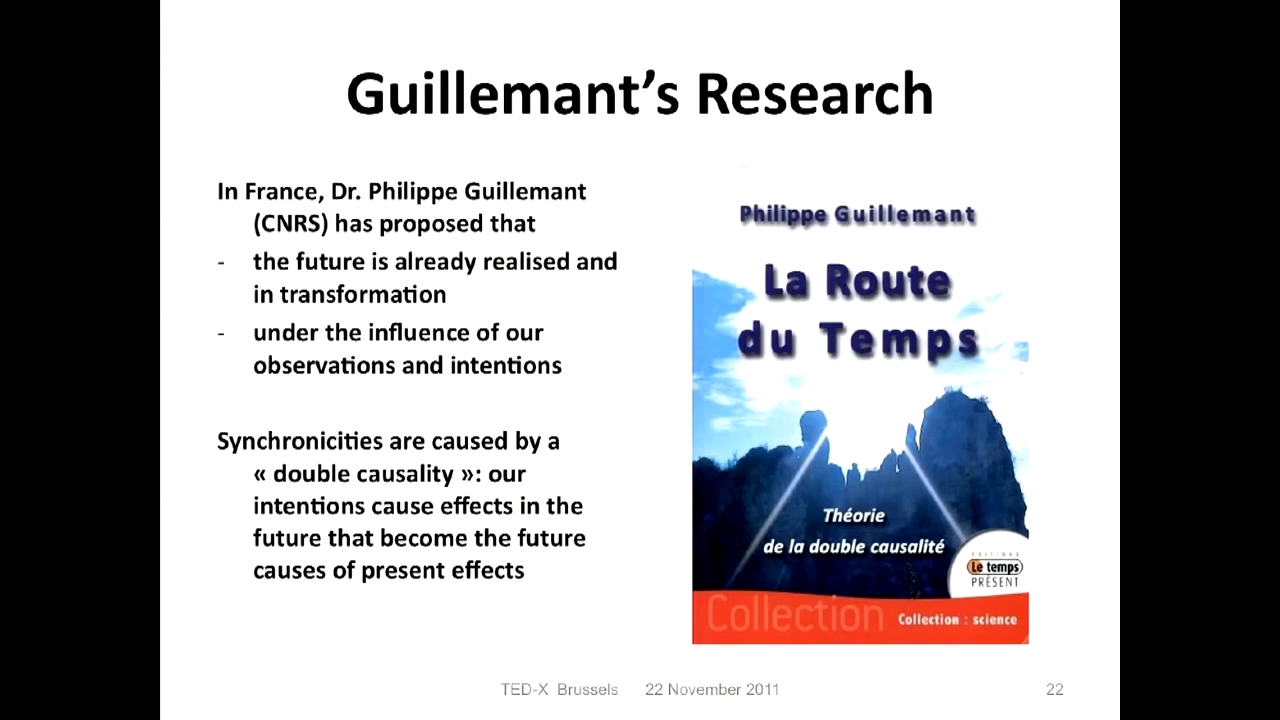 Guillemant’s Research
In France, Dr. Philippe Guillemant
(CNRS) has proposed that
- the future is already realised and
in transformation
- under the influence of our
observations and intentions
Synchronicities are caused by a
« double causality »: our
intentions cause effects in the
future that become the future
causes of present effects
Philippe Guillemant
La Route
du Temps
Théorie
de la double causalité
EDITIONS
Le temps
PRÉSENT
Collection
Collection : science
TED-X Brussels 22 November 2011
22